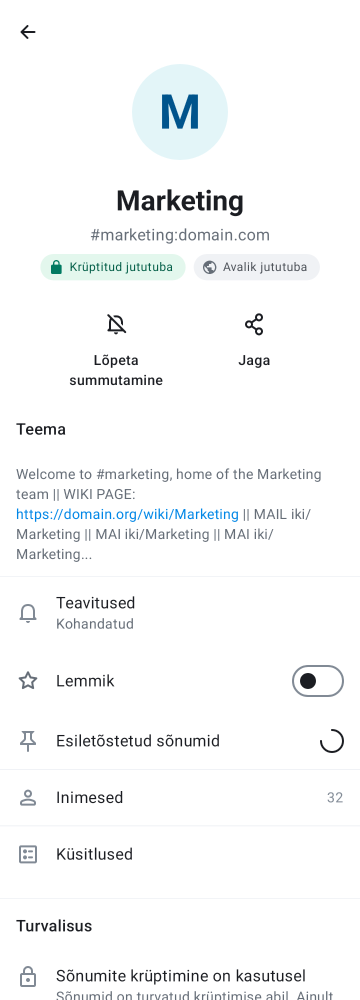 M
Marketing
#marketing:domain.com
Krüptitud jututuba
Avalik jututuba
Lõpeta
summutamine
Jaga
Teema
Welcome to #marketing, home of the Marketing
team || WIKI PAGE:
https://domain.org/wiki/Marketing || MAIL iki/
Marketing || MAI iki/Marketing || MAI iki/
Marketing...
Teavitused
Kohandatud
Lemmik
Esiletõstetud sõnumid
Inimesed
32
Küsitlused
Turvalisus
Sõnumite krüptimine on kasutusel
Sõnumid on turvatud krüptimise abil. Ainult